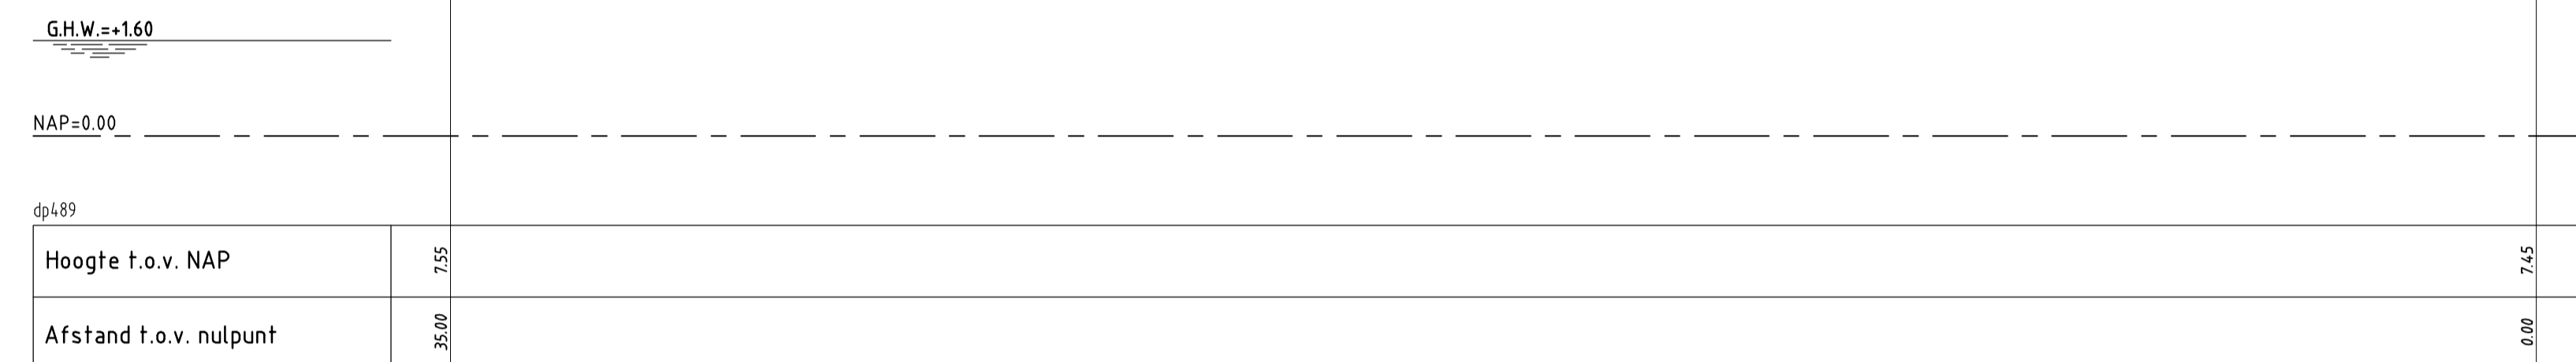 G.H.W.=+1.60
NAP=0.00
dp489
Hoogte t.o.v. NAP 7.55 7.45
Afstand t.o.v. nulpunt 35.00 0.00